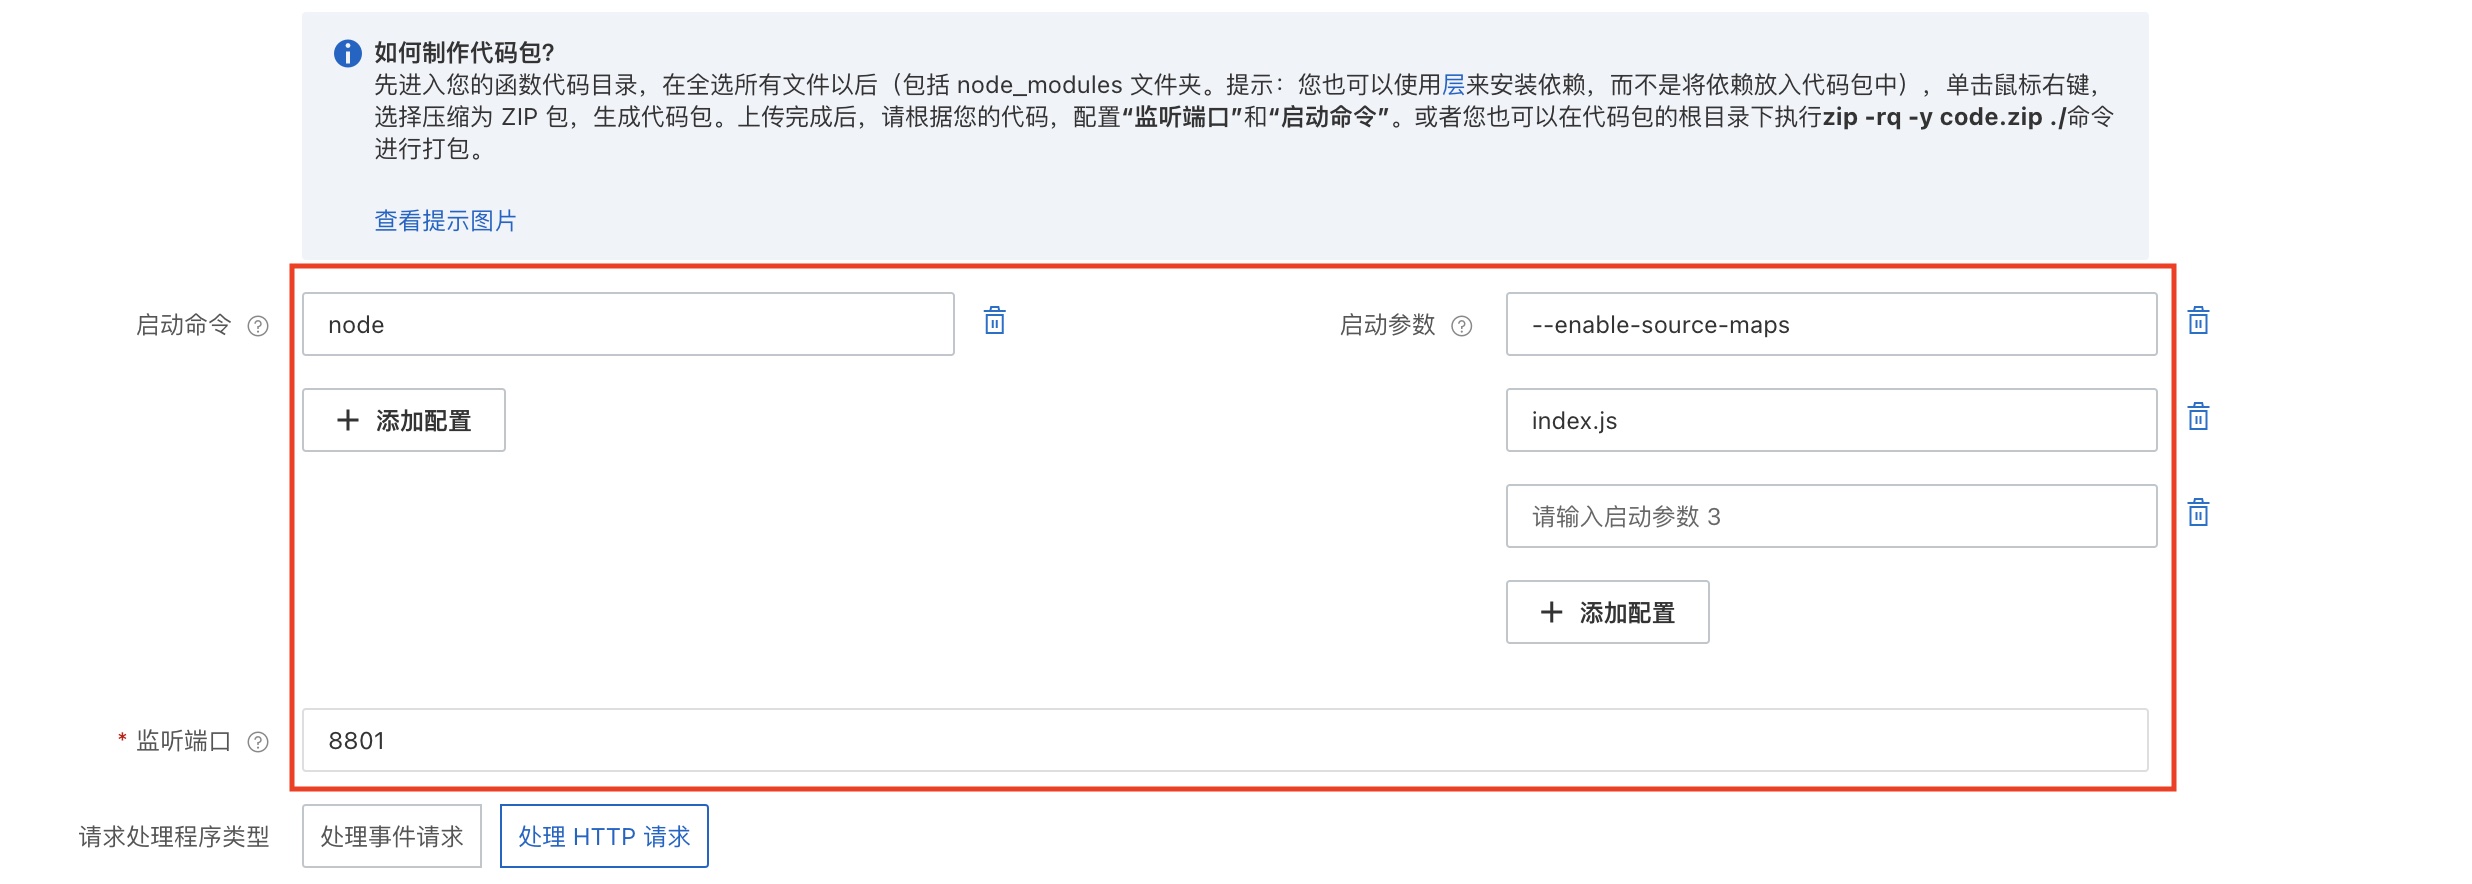 如何制作代码包?
先进入您的函数代码目录，在全选所有文件以后（包括 node_modules 文件夹。提示：您也可以使用层来安装依赖，而不是将依赖放入代码包中），单击鼠标右键，
选择压缩为 ZIP 包，生成代码包。上传完成后，请根据您的代码，配置“监听端口”和“启动命令”。或者您也可以在代码包的根目录下执行zip -rq -y code.zip ./命令
进行打包。
查看提示图片
启动命令 ? node
启动参数 ? --enable-source-maps
+ 添加配置
index.js
请输入启动参数 3
+ 添加配置
* 监听端口 ? 8801
请求处理程序类型 处理事件请求 处理 HTTP 请求